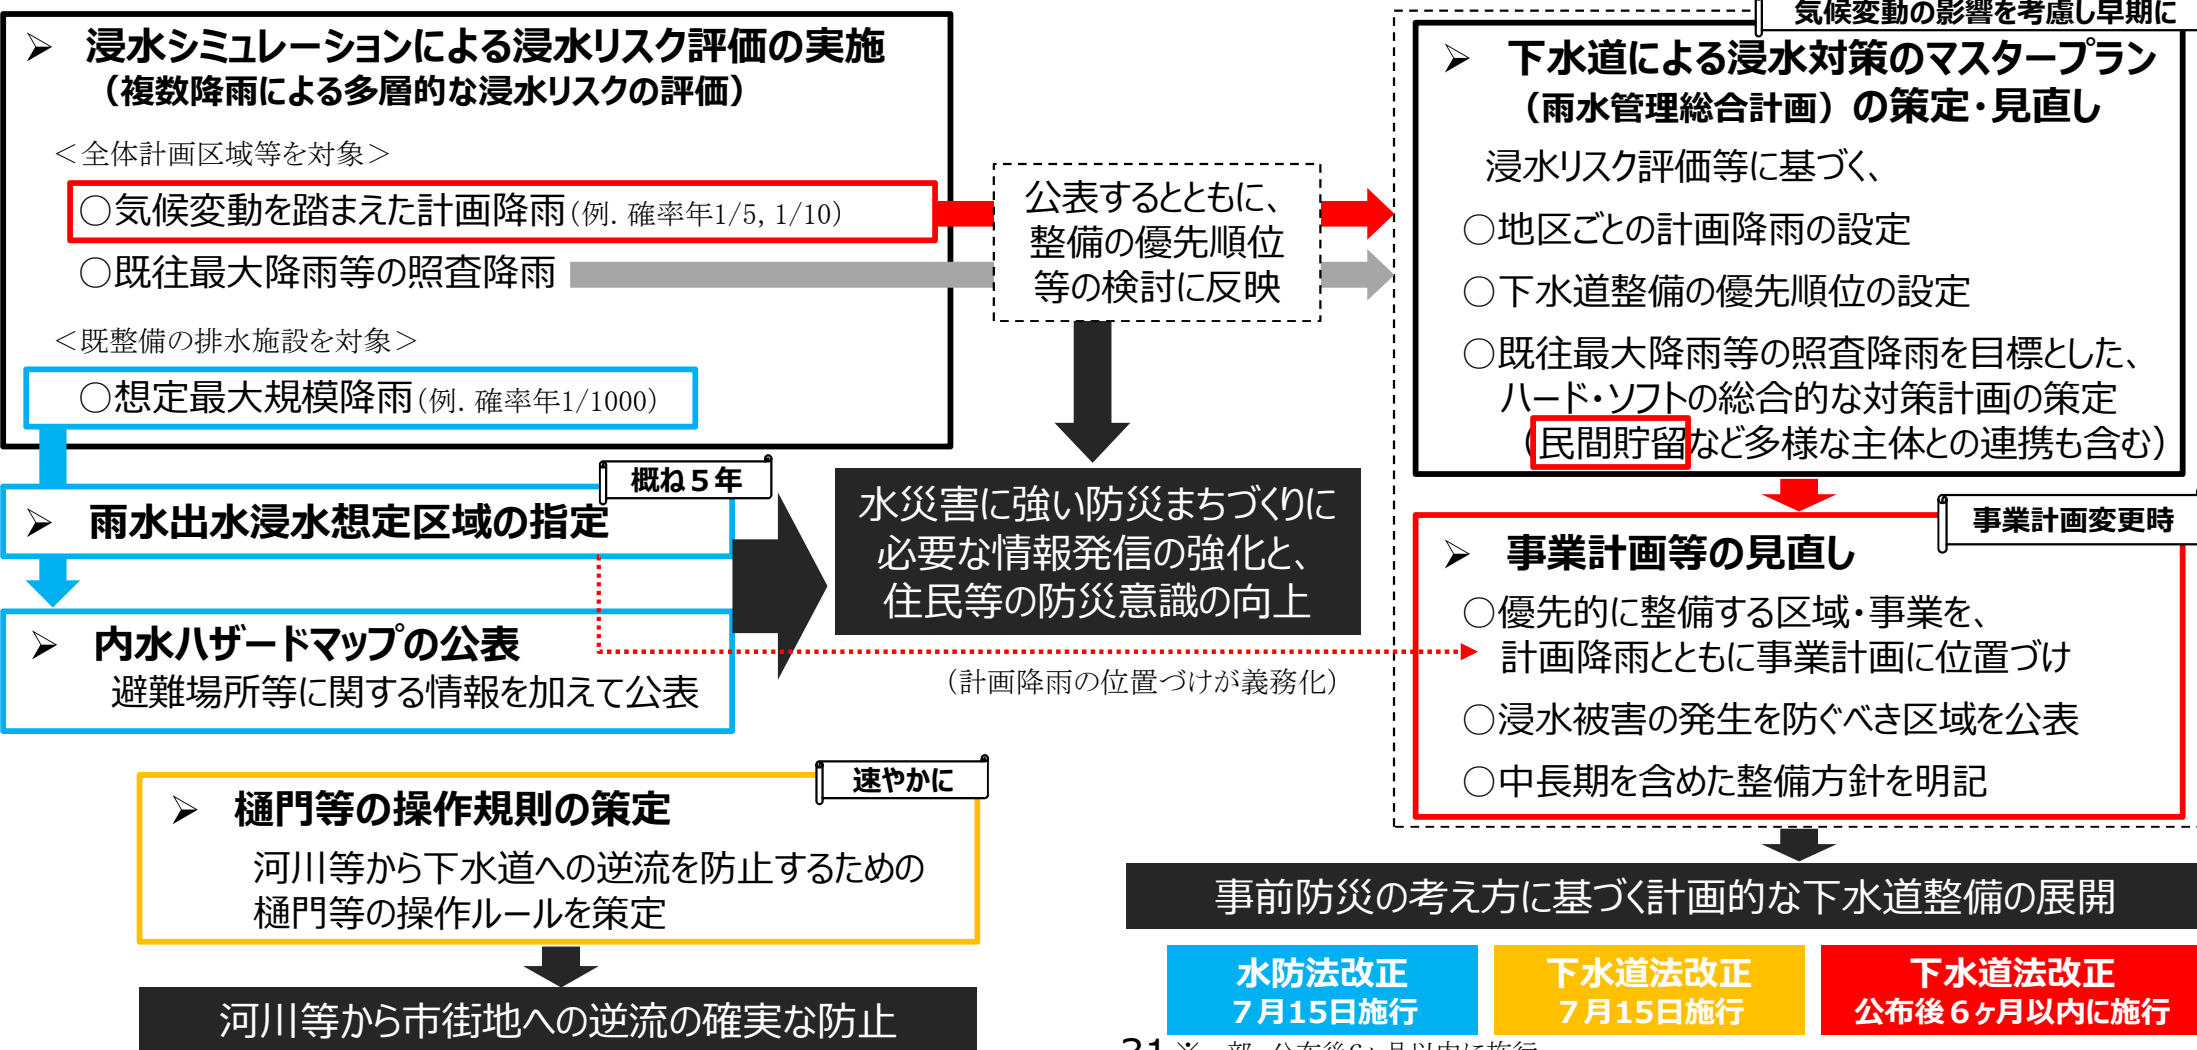 ➢ 浸水シミュレーションによる浸水リスク評価の実施
（複数降雨による多層的な浸水リスクの評価）
＜全体計画区域等を対象＞
○気候変動を踏まえた計画降雨（例. 確率年1/5, 1/10）
○既往最大降雨等の照査降雨
＜既整備の排水施設を対象＞
○想定最大規模降雨（例. 確率年1/1000）
公表するとともに、
整備の優先順位
等の検討に反映
気候変動の影響を考慮し早期に
➢ 下水道による浸水対策のマスタープラン
（雨水管理総合計画）の策定・見直し
浸水リスク評価等に基づく、
○地区ごとの計画降雨の設定
○下水道整備の優先順位の設定
○既往最大降雨等の照査降雨を目標とした、
ハード・ソフトの総合的な対策計画の策定
（民間貯留など多様な主体との連携も含む）
概ね５年
➢ 雨水出水浸水想定区域の指定
➢ 内水ハザードマップの公表
避難場所等に関する情報を加えて公表
水災害に強い防災まちづくりに
必要な情報発信の強化と、
住民等の防災意識の向上
（計画降雨の位置づけが義務化）
事業計画変更時
➢ 事業計画等の見直し
○優先的に整備する区域・事業を、
計画降雨とともに事業計画に位置づけ
○浸水被害の発生を防ぐべき区域を公表
○中長期を含めた整備方針を明記
速やかに
➢ 樋門等の操作規則の策定
河川等から下水道への逆流を防止するための
樋門等の操作ルールを策定
河川等から市街地への逆流の確実な防止
事前防災の考え方に基づく計画的な下水道整備の展開
水防法改正
７月15日施行
下水道法改正
７月15日施行
下水道法改正
公布後６ヶ月以内に施行
31 ※一部、公布後6ヶ月以内に施行